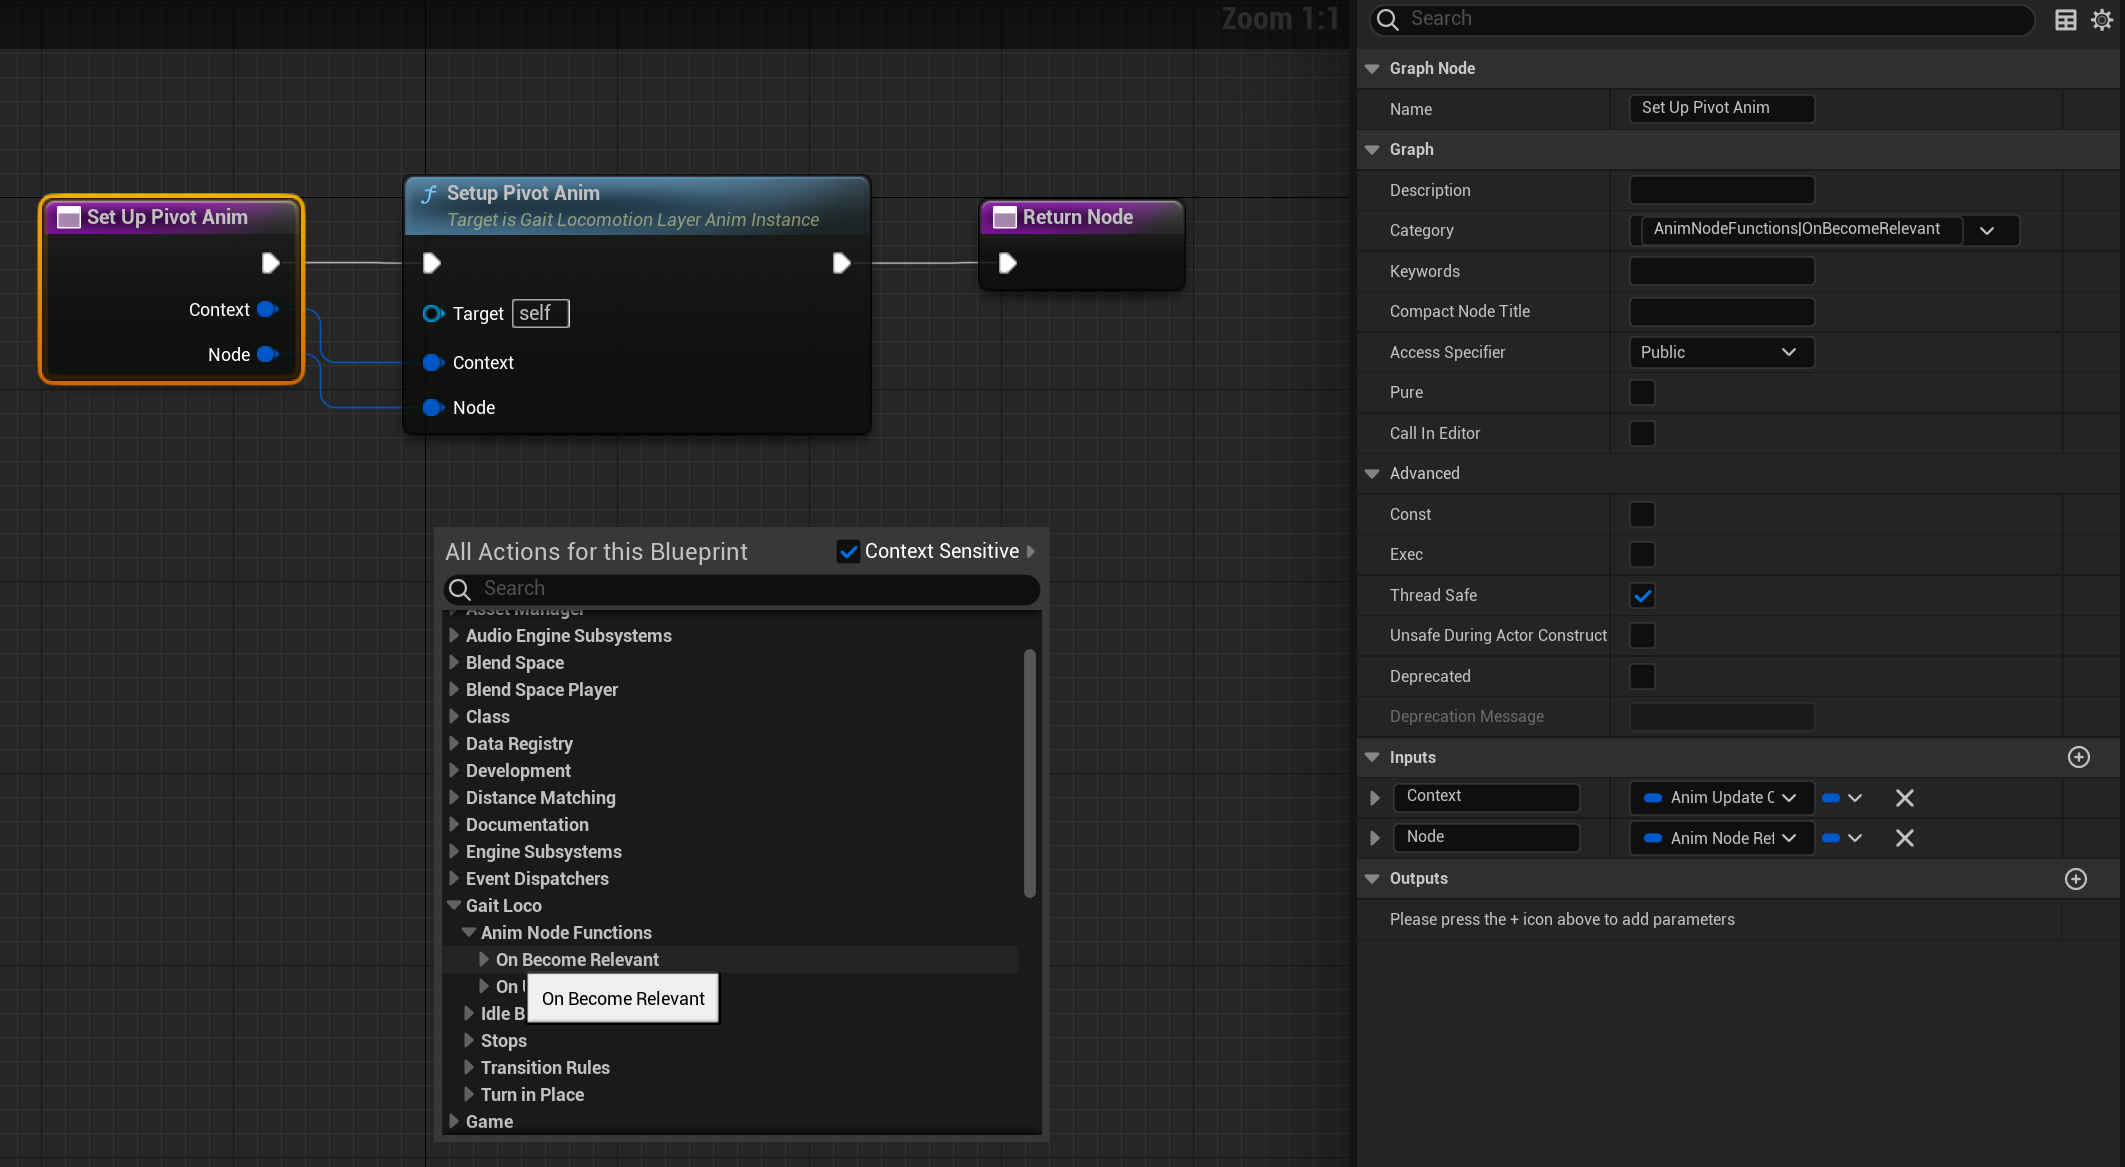 Zoom 1:1
Set Up Pivot Anim
Context
Node
Setup Pivot Anim
Target is Gait Locomotion Layer Anim Instance
Target self
Context
Node
Return Node
All Actions for this Blueprint
Context Sensitive
Search
Asset Manager
Audio Engine Subsystems
Blend Space
Blend Space Player
Class
Data Registry
Development
Distance Matching
Documentation
Engine Subsystems
Event Dispatchers
Gait Loco
Anim Node Functions
On Become Relevant
On
On Become Relevant
Idle B
Stops
Transition Rules
Turn in Place
Game
Search
Graph Node
Name Set Up Pivot Anim
Graph
Description
Category AnimNodeFunctions|OnBecomeRelevant
Keywords
Compact Node Title
Access Specifier Public
Pure
Call In Editor
Advanced
Const
Exec
Thread Safe
Unsafe During Actor Construct
Deprecated
Deprecation Message
Inputs
Context Anim Update C
Node Anim Node Ref
Outputs
Please press the + icon above to add parameters